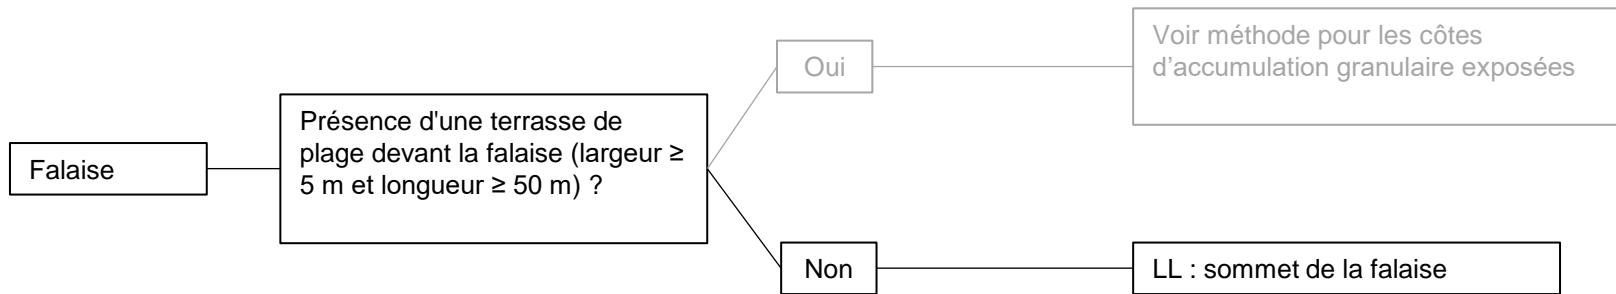 Falaise
Présence d'une terrasse de
plage devant la falaise (largeur ≥
5 m et longueur ≥ 50 m) ?
Oui
Voir méthode pour les côtes
d’accumulation granulaire exposées
Non
LL : sommet de la falaise